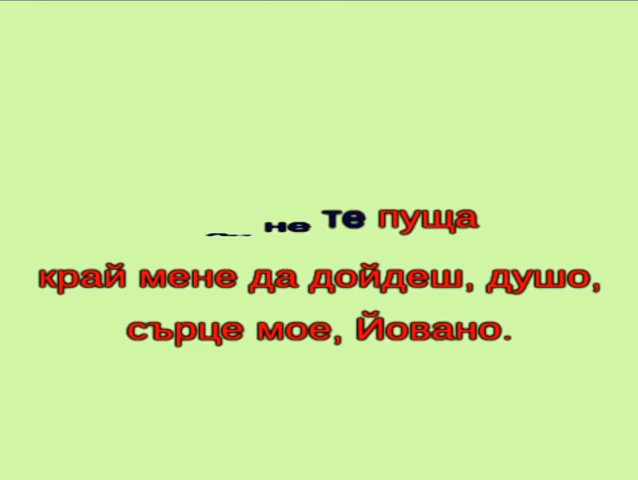 не те пуща
край мене да дойдеш, душо,
сърце мое, Йовано.